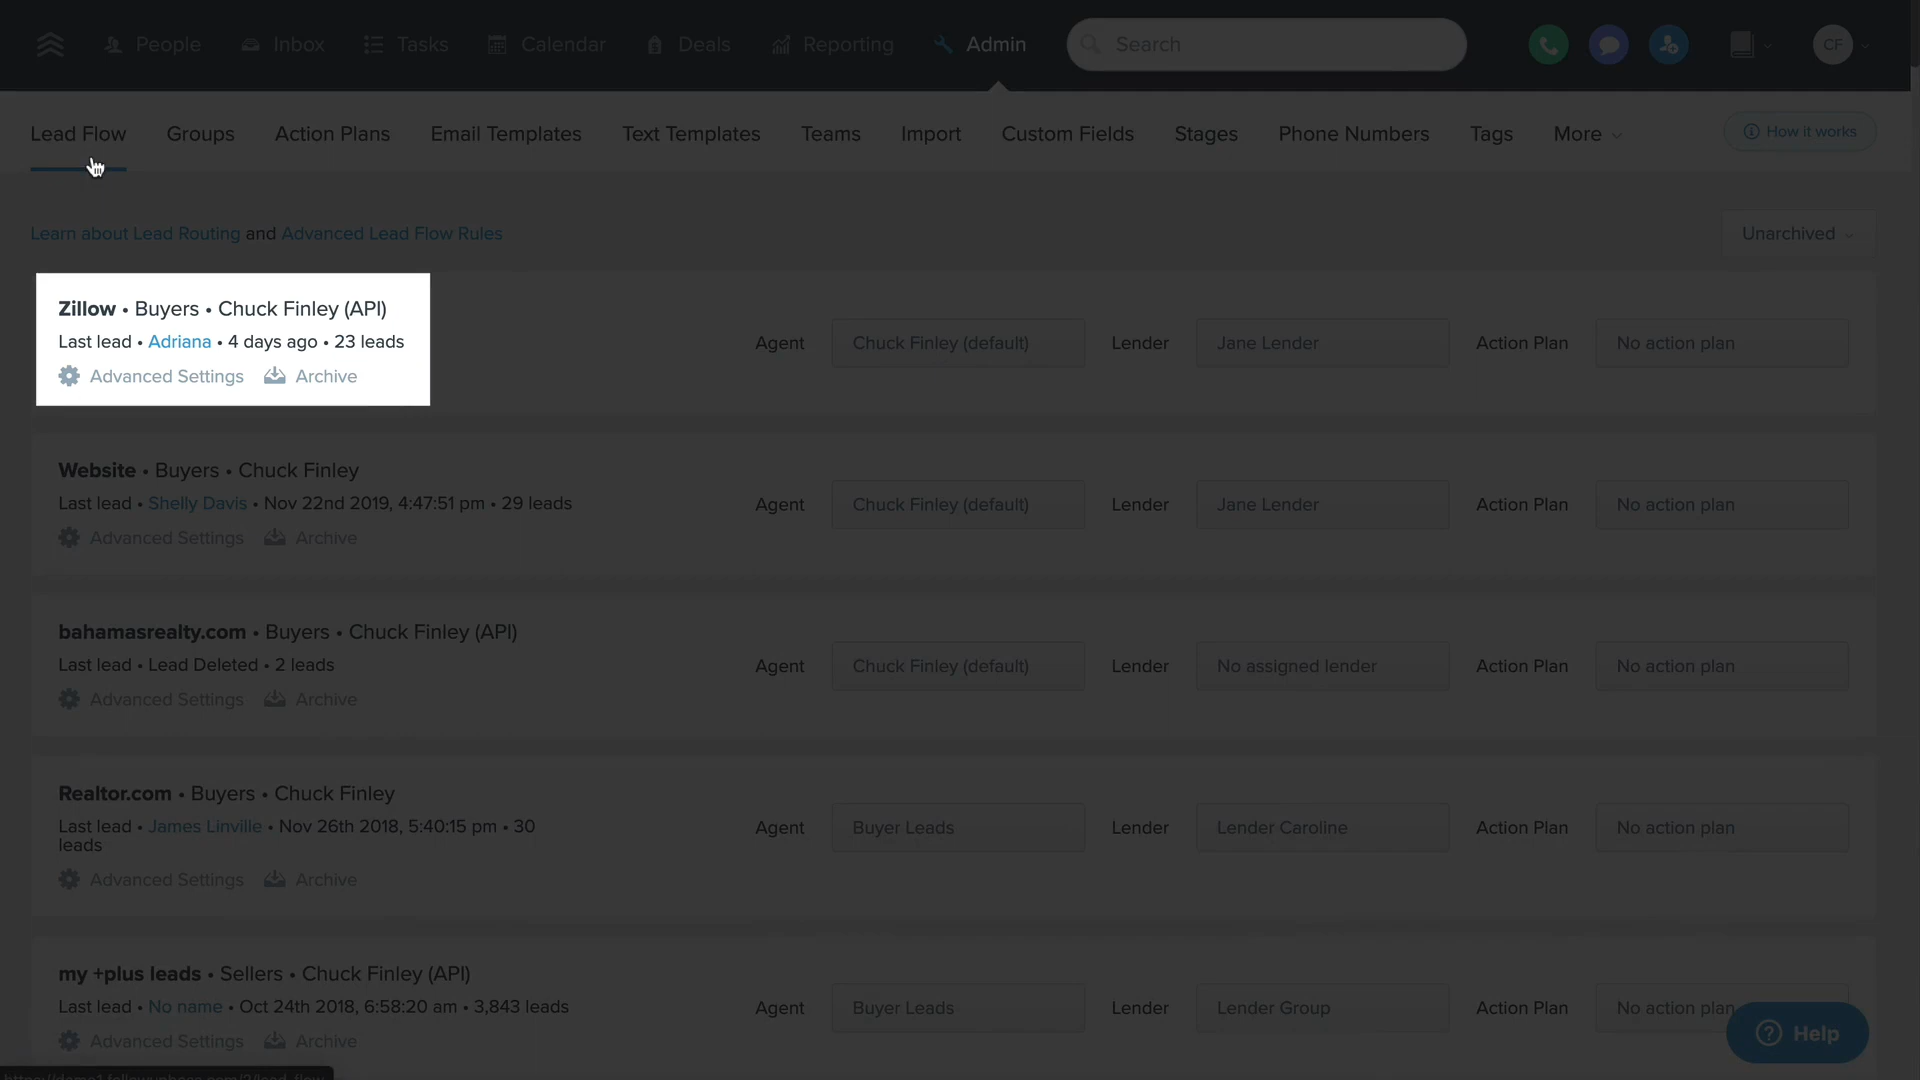 People Inbox Tasks Calendar Deals Reporting Admin Search CF
Lead Flow Groups Action Plans Email Templates Text Templates Teams Import Custom Fields Stages Phone Numbers Tags More How it works
Learn about Lead Routing and Advanced Lead Flow Rules Unarchived
Zillow • Buyers • Chuck Finley (API)
Last lead • Adriana • 4 days ago • 23 leads
Advanced Settings Archive
Agent Chuck Finley (default) Lender Jane Lender Action Plan No action plan
Website • Buyers • Chuck Finley
Last lead • Shelly Davis • Nov 22nd 2019, 4:47:51 pm • 29 leads
Advanced Settings Archive
Agent Chuck Finley (default) Lender Jane Lender Action Plan No action plan
bahamasrealty.com • Buyers • Chuck Finley (API)
Last lead • Lead Deleted • 2 leads
Advanced Settings Archive
Agent Chuck Finley (default) Lender No assigned lender Action Plan No action plan
Realtor.com • Buyers • Chuck Finley
Last lead • James Linville • Nov 26th 2018, 5:40:15 pm • 30
leads
Advanced Settings Archive
Agent Buyer Leads Lender Lender Caroline Action Plan No action plan
my +plus leads • Sellers • Chuck Finley (API)
Last lead • No name • Oct 24th 2018, 6:58:20 am • 3,843 leads
Advanced Settings Archive
Agent Buyer Leads Lender Lender Group Action Plan No action plan
Help